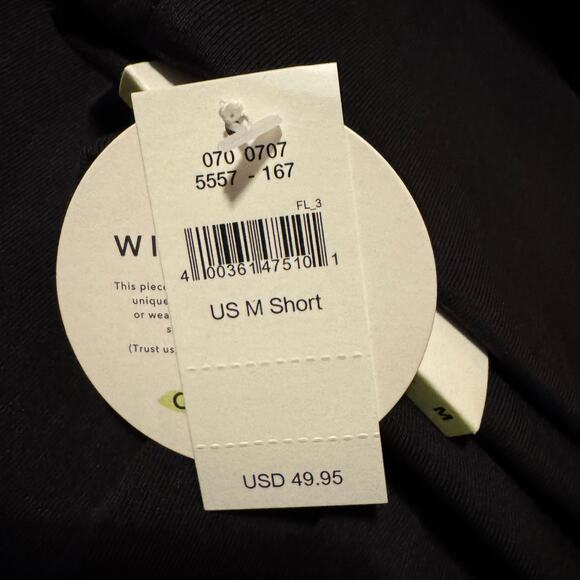 070 0707
5557 - 167
FL_3
4 00361 47510 1
US M Short
USD 49.95
W
This piece
unique
or wea
s
(Trust us
M